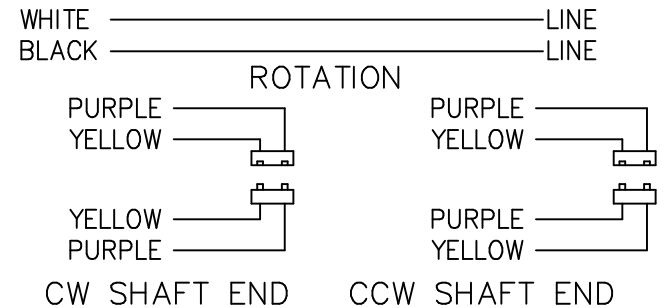 WHITE LINE
BLACK LINE
ROTATION
PURPLE PURPLE
YELLOW YELLOW
YELLOW PURPLE
PURPLE YELLOW
CW SHAFT END CCW SHAFT END